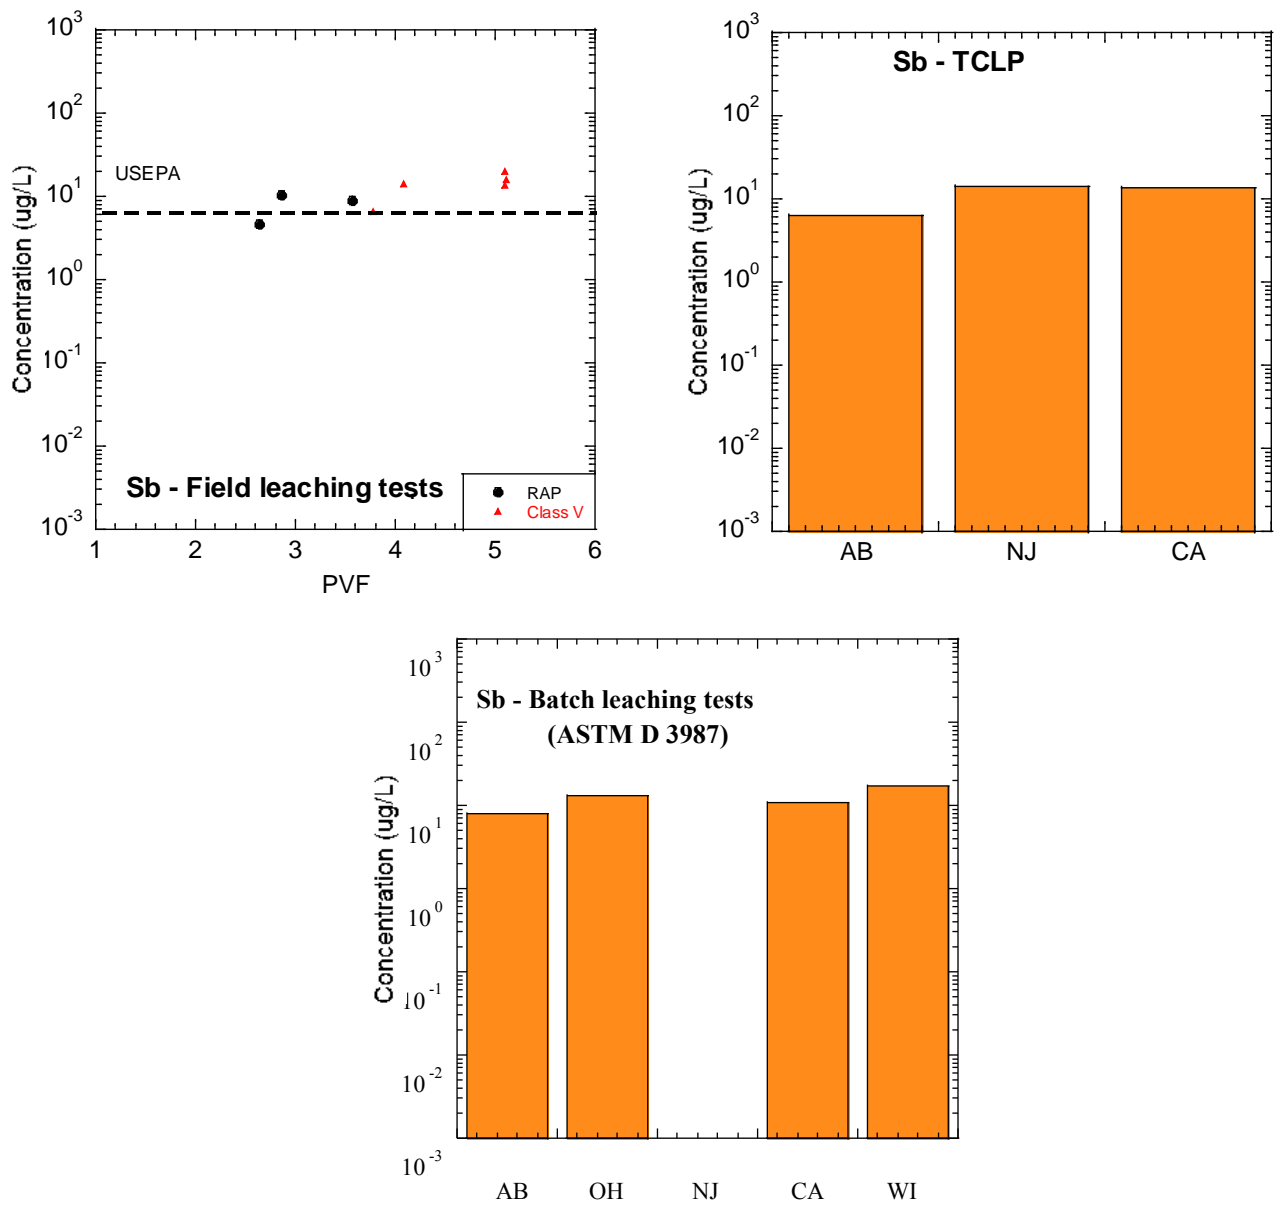 10^3
10^2
10^1
10^0
10^-1
10^-2
10^-3
Concentration (ug/L)
USEPA
Sb - Field leaching tests
RAP
Class V
1 2 3 4 5 6
PVF
10^3
10^2
10^1
10^0
10^-1
10^-2
10^-3
Concentration (ug/L)
Sb - TCLP
AB NJ CA
10^3
10^2
10^1
10^0
10^-1
10^-2
10^-3
Concentration (ug/L)
Sb - Batch leaching tests
(ASTM D 3987)
AB OH NJ CA WI